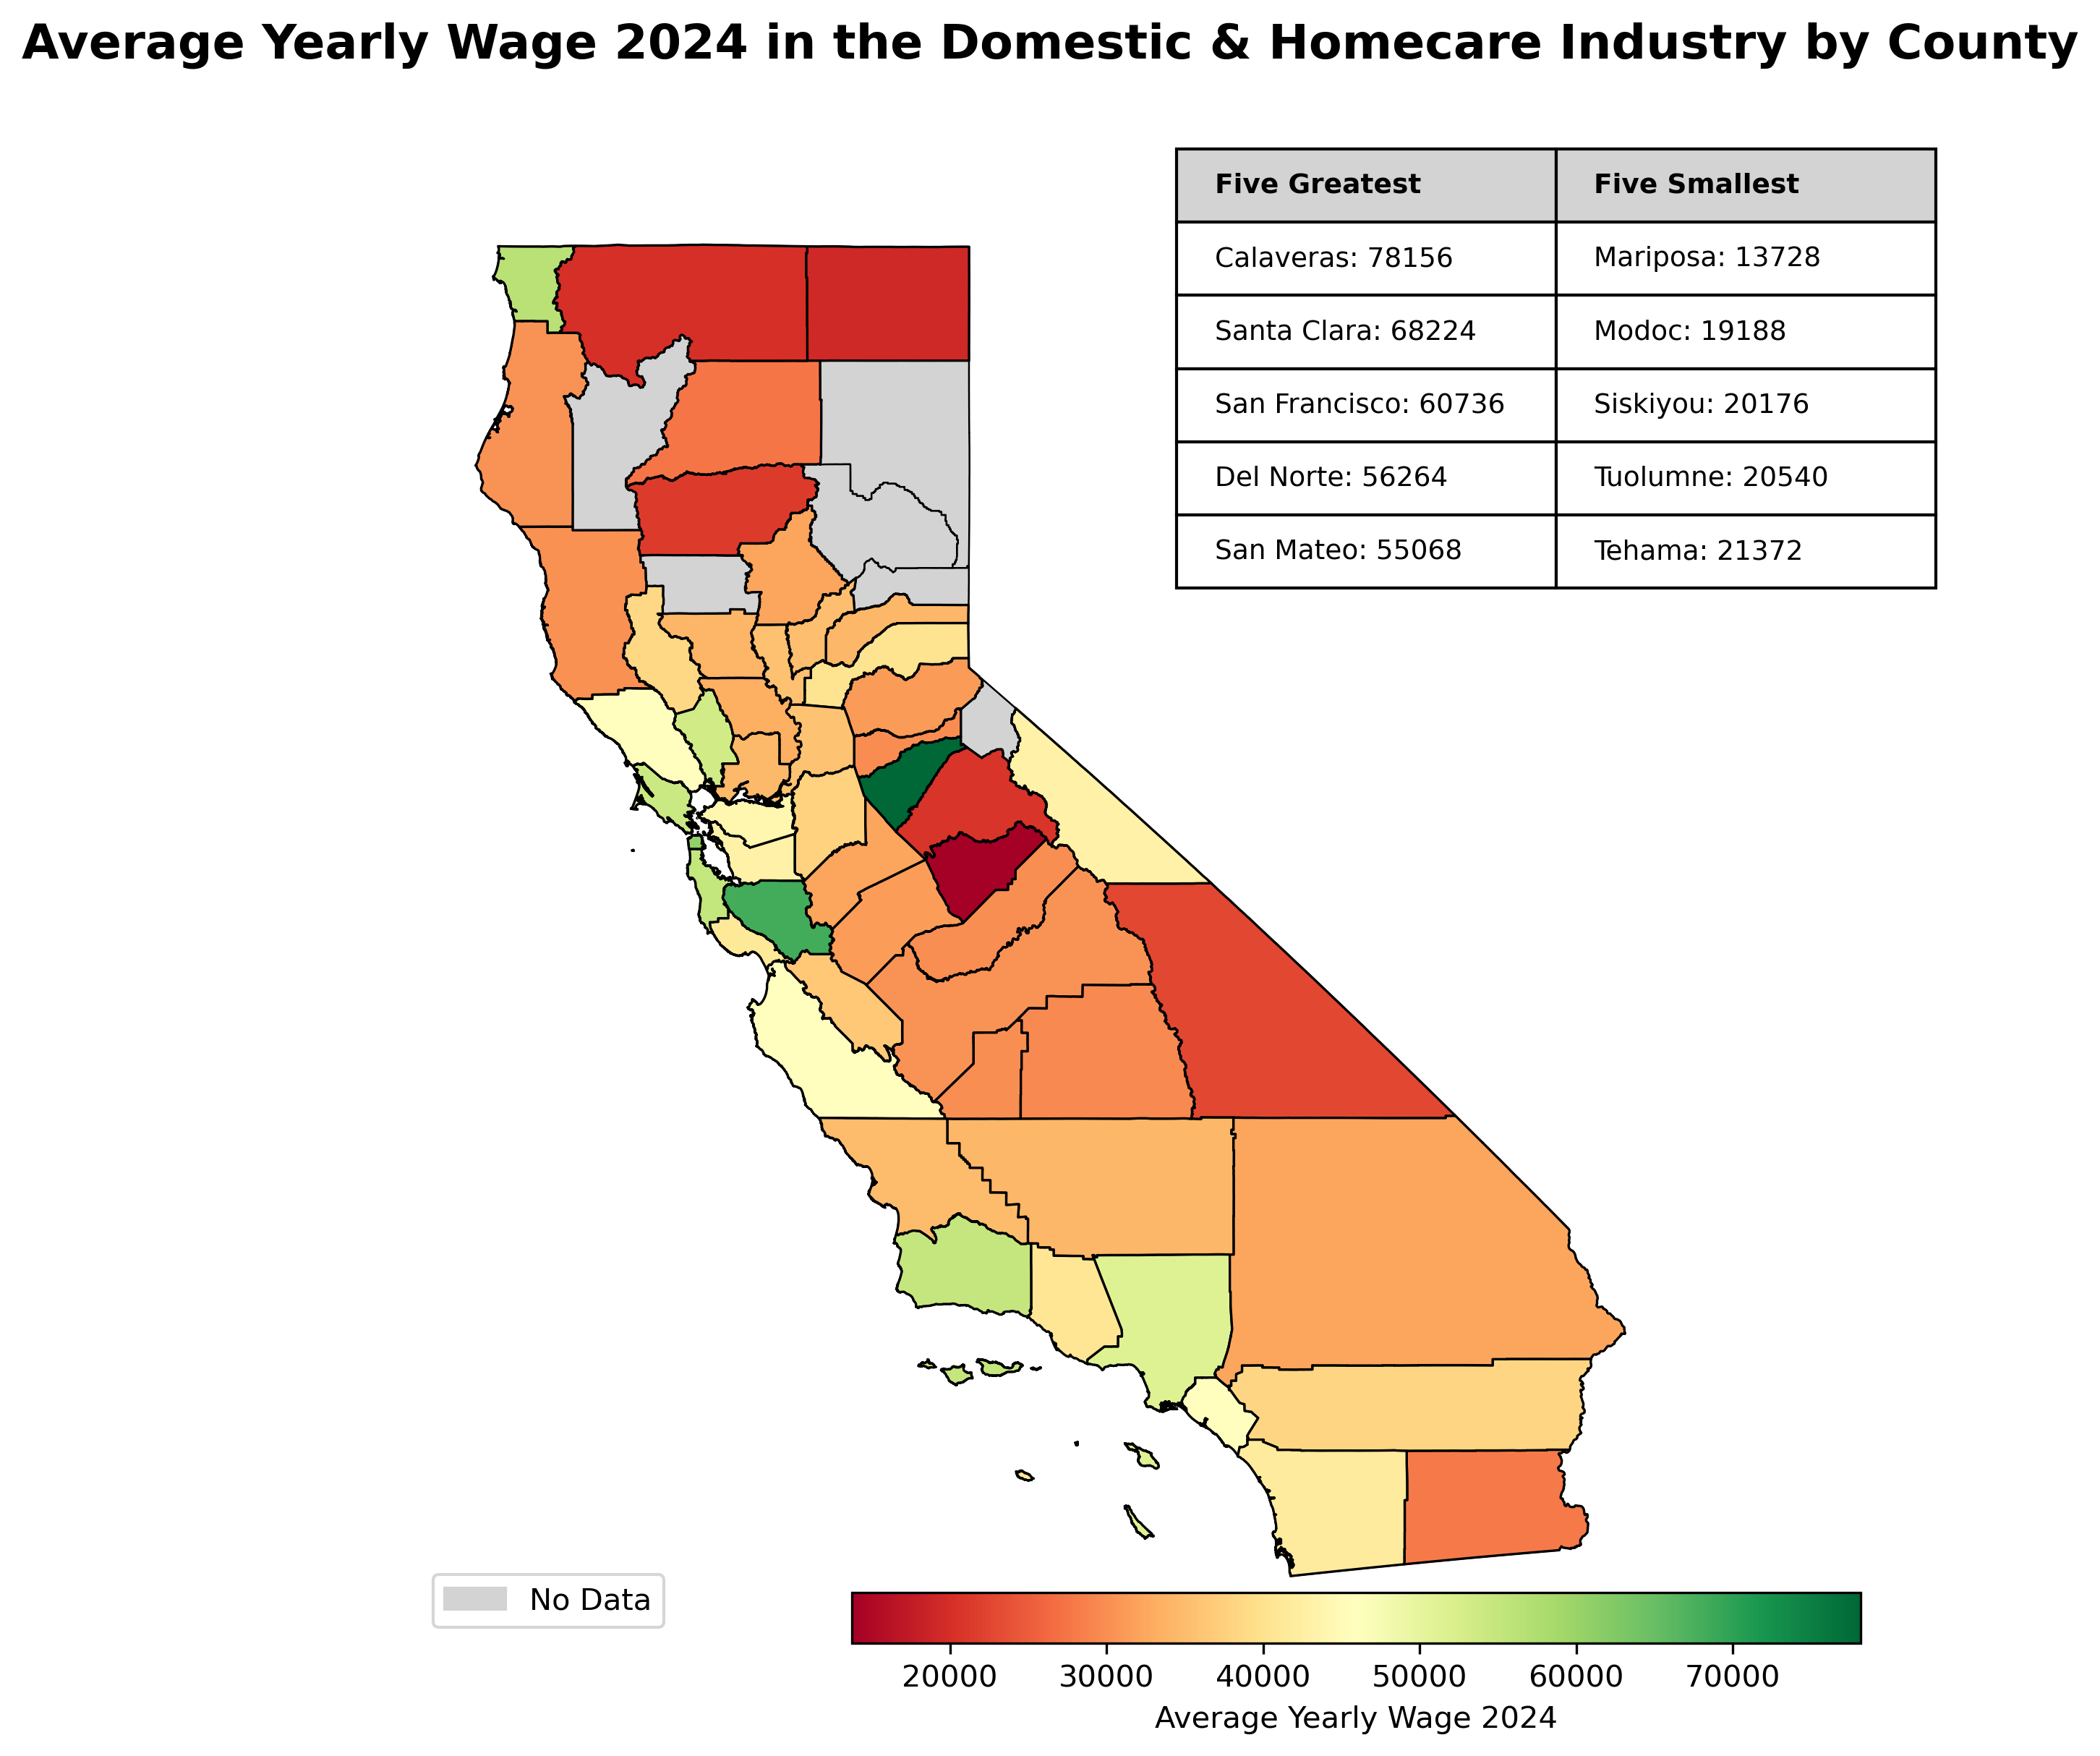 Average Yearly Wage 2024 in the Domestic & Homecare Industry by County
Five Greatest Five Smallest
Calaveras: 78156 Mariposa: 13728
Santa Clara: 68224 Modoc: 19188
San Francisco: 60736 Siskiyou: 20176
Del Norte: 56264 Tuolumne: 20540
San Mateo: 55068 Tehama: 21372
No Data
20000 30000 40000 50000 60000 70000
Average Yearly Wage 2024